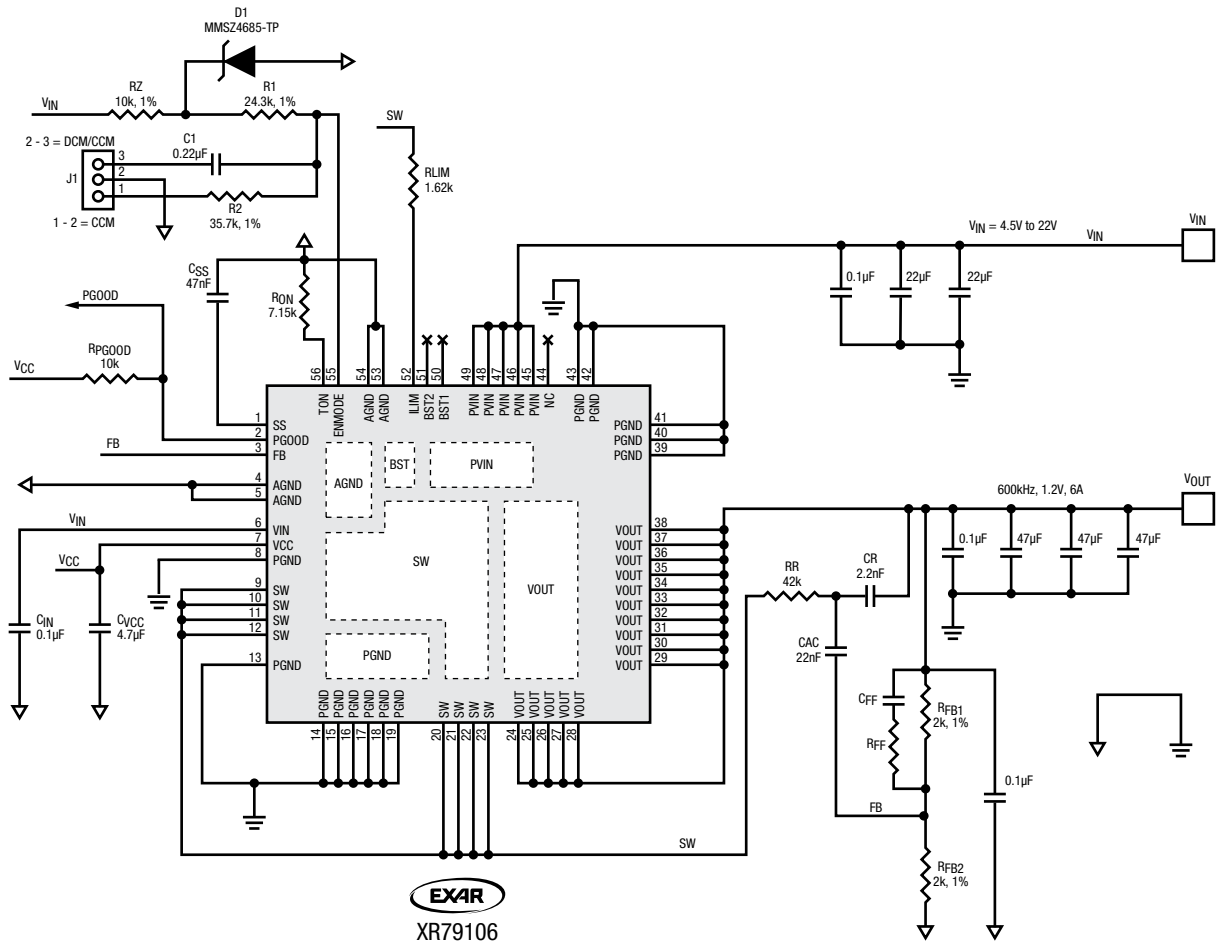 D1
MMSZ4685-TP
RZ
10k, 1%
R1
24.3k, 1%
VIN
SW
2 - 3 = DCM/CCM
C1
0.22µF
3
2
1
J1
RLIM
1.62k
R2
35.7k, 1%
1 - 2 = CCM
VIN = 4.5V to 22V
VIN
VIN
CSS
47nF
0.1µF
22µF
22µF
RON
7.15k
PGOOD
RPGOOD
10k
VCC
56
55
54
53
52
51
50
49
48
47
46
45
44
43
42
TON
ENMODE
AGND
AGND
ILIM
BST2
BST1
PVIN
PVIN
PVIN
PVIN
PVIN
NC
PGND
PGND
1
SS
2
PGOOD
FB
3
FB
4
AGND
5
AGND
VIN
6
VIN
7
VCC
VCC
8
PGND
9
SW
10
SW
11
SW
12
SW
13
PGND
CIN
0.1µF
CVCC
4.7µF
AGND
BST
PVIN
SW
VOUT
PGND
PGND
41
PGND
40
PGND
39
VOUT
38
VOUT
37
VOUT
36
VOUT
35
VOUT
34
VOUT
33
VOUT
32
VOUT
31
VOUT
30
VOUT
29
600kHz, 1.2V, 6A
VOUT
0.1µF
47µF
47µF
47µF
RR
42k
CR
2.2nF
CAC
22nF
CFF
RFB1
2k, 1%
RFF
0.1µF
FB
RFB2
2k, 1%
PGND
PGND
PGND
PGND
PGND
PGND
SW
SW
SW
SW
VOUT
VOUT
VOUT
VOUT
VOUT
14
15
16
17
18
19
20
21
22
23
24
25
26
27
28
SW
EXAR
XR79106